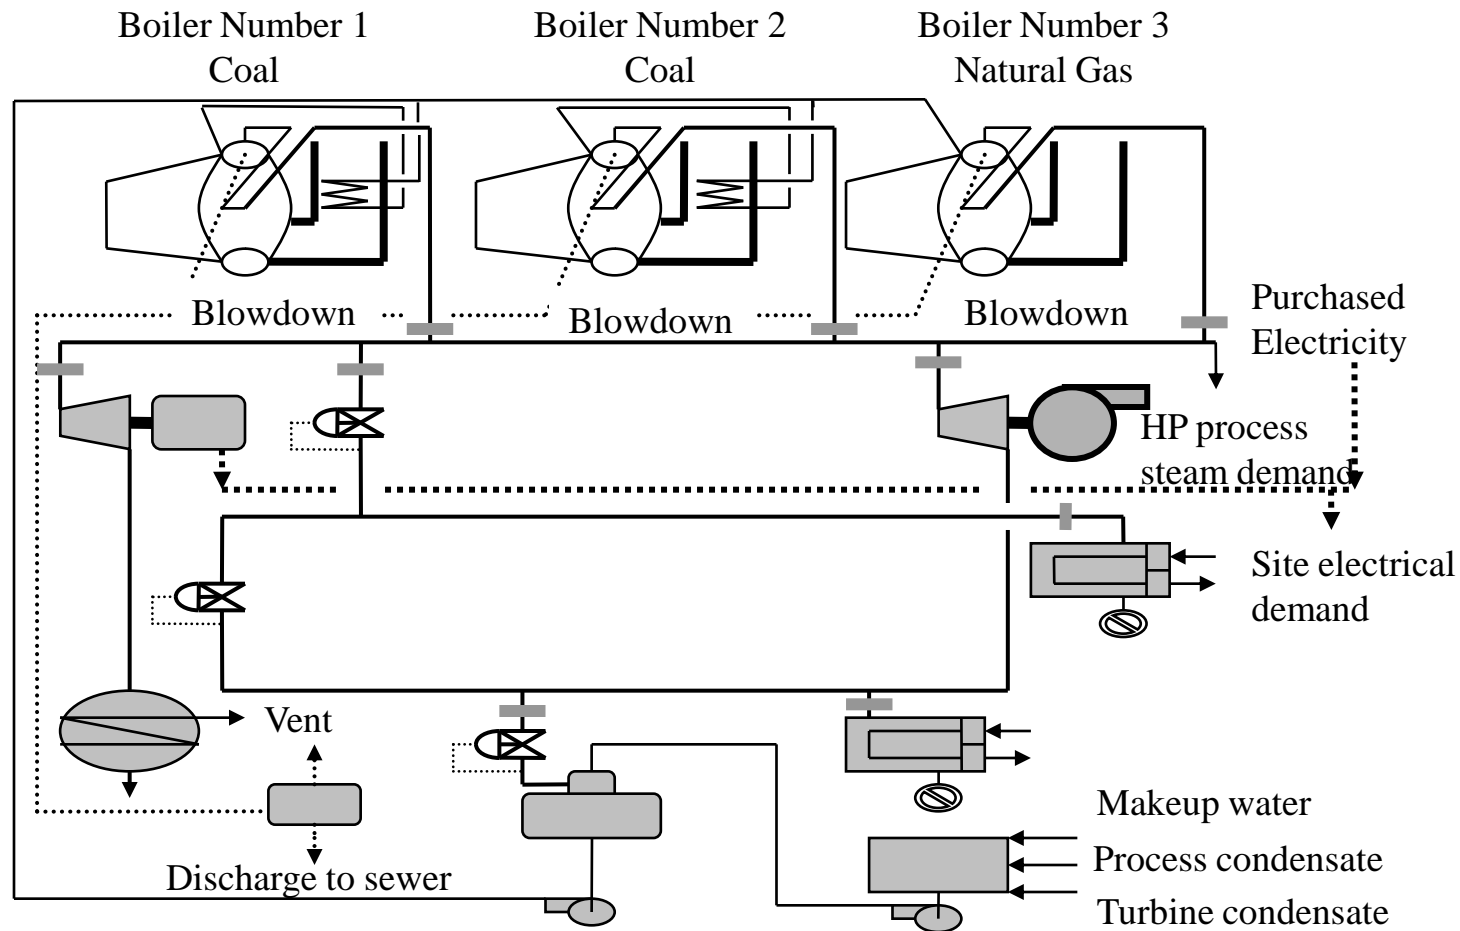 Boiler Number 1
Coal
Boiler Number 2
Coal
Boiler Number 3
Natural Gas
Blowdown
Blowdown
Blowdown
Purchased
Electricity
HP process
steam demand
Site electrical
demand
Vent
Discharge to sewer
Makeup water
Process condensate
Turbine condensate